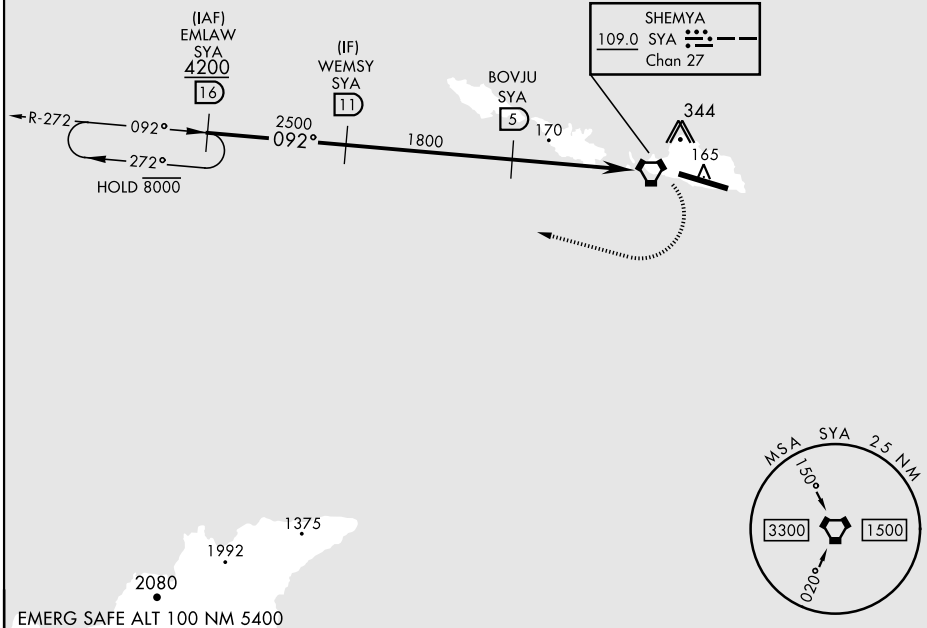 (IAF)
EMLAW
SYA
4200
16
(IF)
WEMSY
SYA
11
BOVJU
SYA
5
SHEMYA
109.0 SYA
Chan 27
R-272
092°
272°
HOLD 8000
2500
092°
1800
170
344
165
MSA SYA 25 NM
150°
3300
1500
020°
1375
1992
2080
EMERG SAFE ALT 100 NM 5400